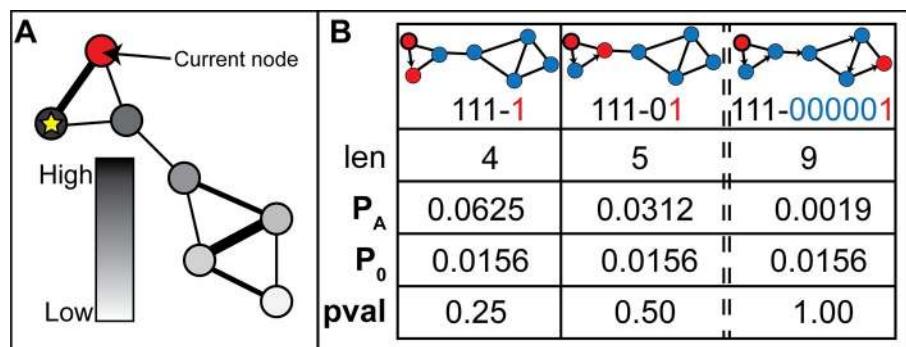 A
Current node
High
Low
B
111-1 111-01 111-000001
len 4 5 9
PA 0.0625 0.0312 0.0019
P0 0.0156 0.0156 0.0156
pval 0.25 0.50 1.00